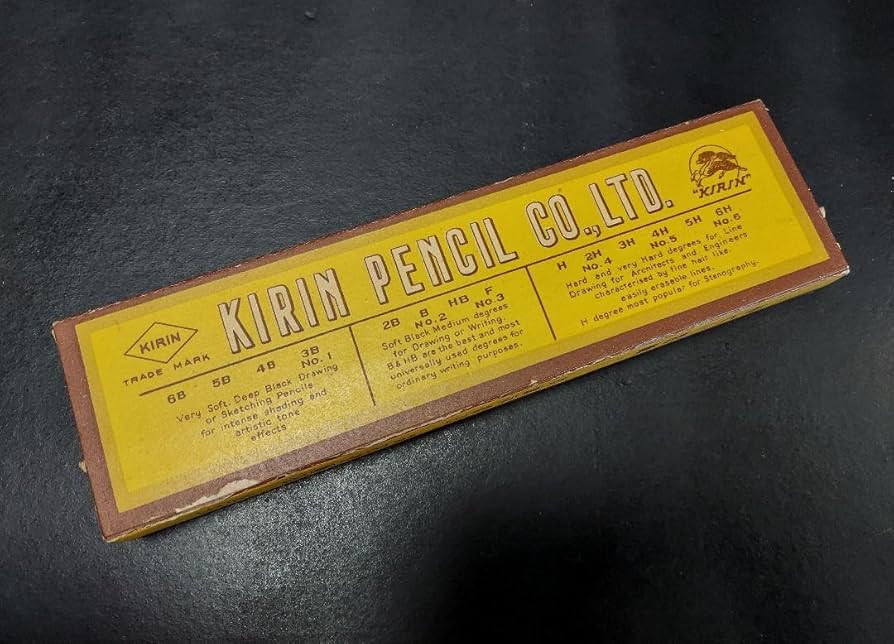 KIRIN
TRADE MARK
KIRIN PENCIL CO.,LTD.
"KIRIN"
6B 5B 4B 3B
NO.1
Very Soft. Deep Black Drawing
or Sketching Pencils
for intense shading and
artistic tone
effects
2B B HB F
NO.2 NO.3
Soft Black Medium degrees
for Drawing or Writing.
B & HB are the best and most
universally used degrees for
ordinary writing purposes.
H 2H 3H 4H 5H 6H
NO.4 NO.5 NO.6
Hard and very Hard degrees for Line
Drawing for Architects and Engineers
characterised by fine hair like.
easily erasable lines.
H degree most popular for Stenography.